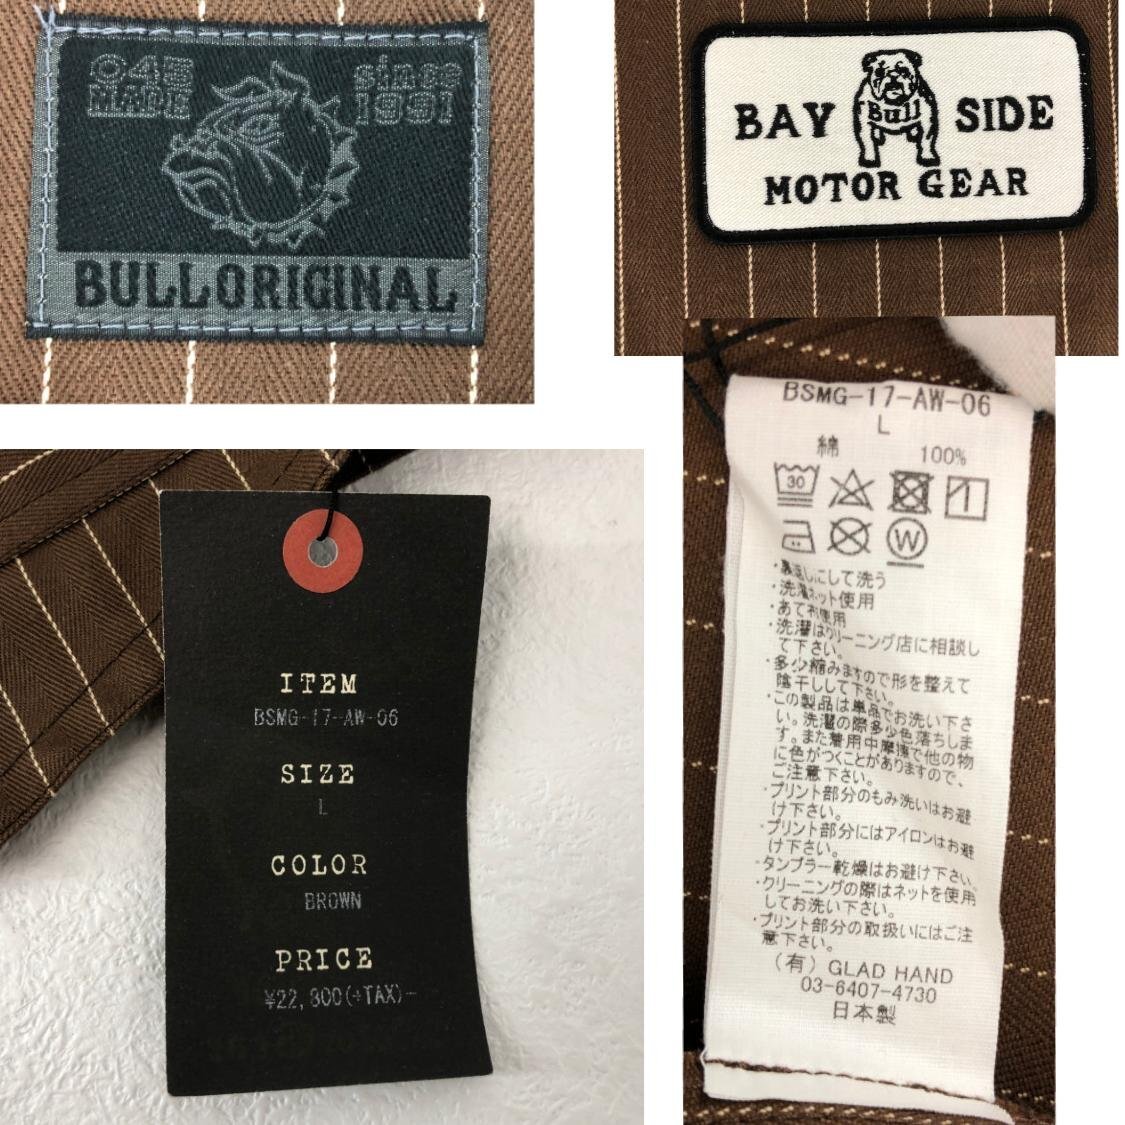 045 MADE
since 1991
BULL ORIGINAL
BAY SIDE
Bull
MOTOR GEAR
ITEM
BSMG-17-AW-06
SIZE
L
COLOR
BROWN
PRICE
¥22,800(+TAX)-
BSMG-17-AW-06
L
綿 100%
30
W
・裏返しにして洗う
・洗濯ネット使用
・あて布使用
・洗濯はクリーニング店に相談し
て下さい。
・多少縮みますので形を整えて
陰干しして下さい。
・この製品は単品でお洗い下さ
い。洗濯の際多少色落ちしま
す。また着用中摩擦で他の物
に色がつくことがありますので、
ご注意下さい。
・プリント部分のもみ洗いはお避
け下さい。
・プリント部分にはアイロンはお避
け下さい。
・タンブラー乾燥はお避け下さい。
・クリーニングの際はネットを使用
してお洗い下さい。
・プリント部分の取扱いにはご注
意下さい。
(有) GLAD HAND
03-6407-4730
日本製